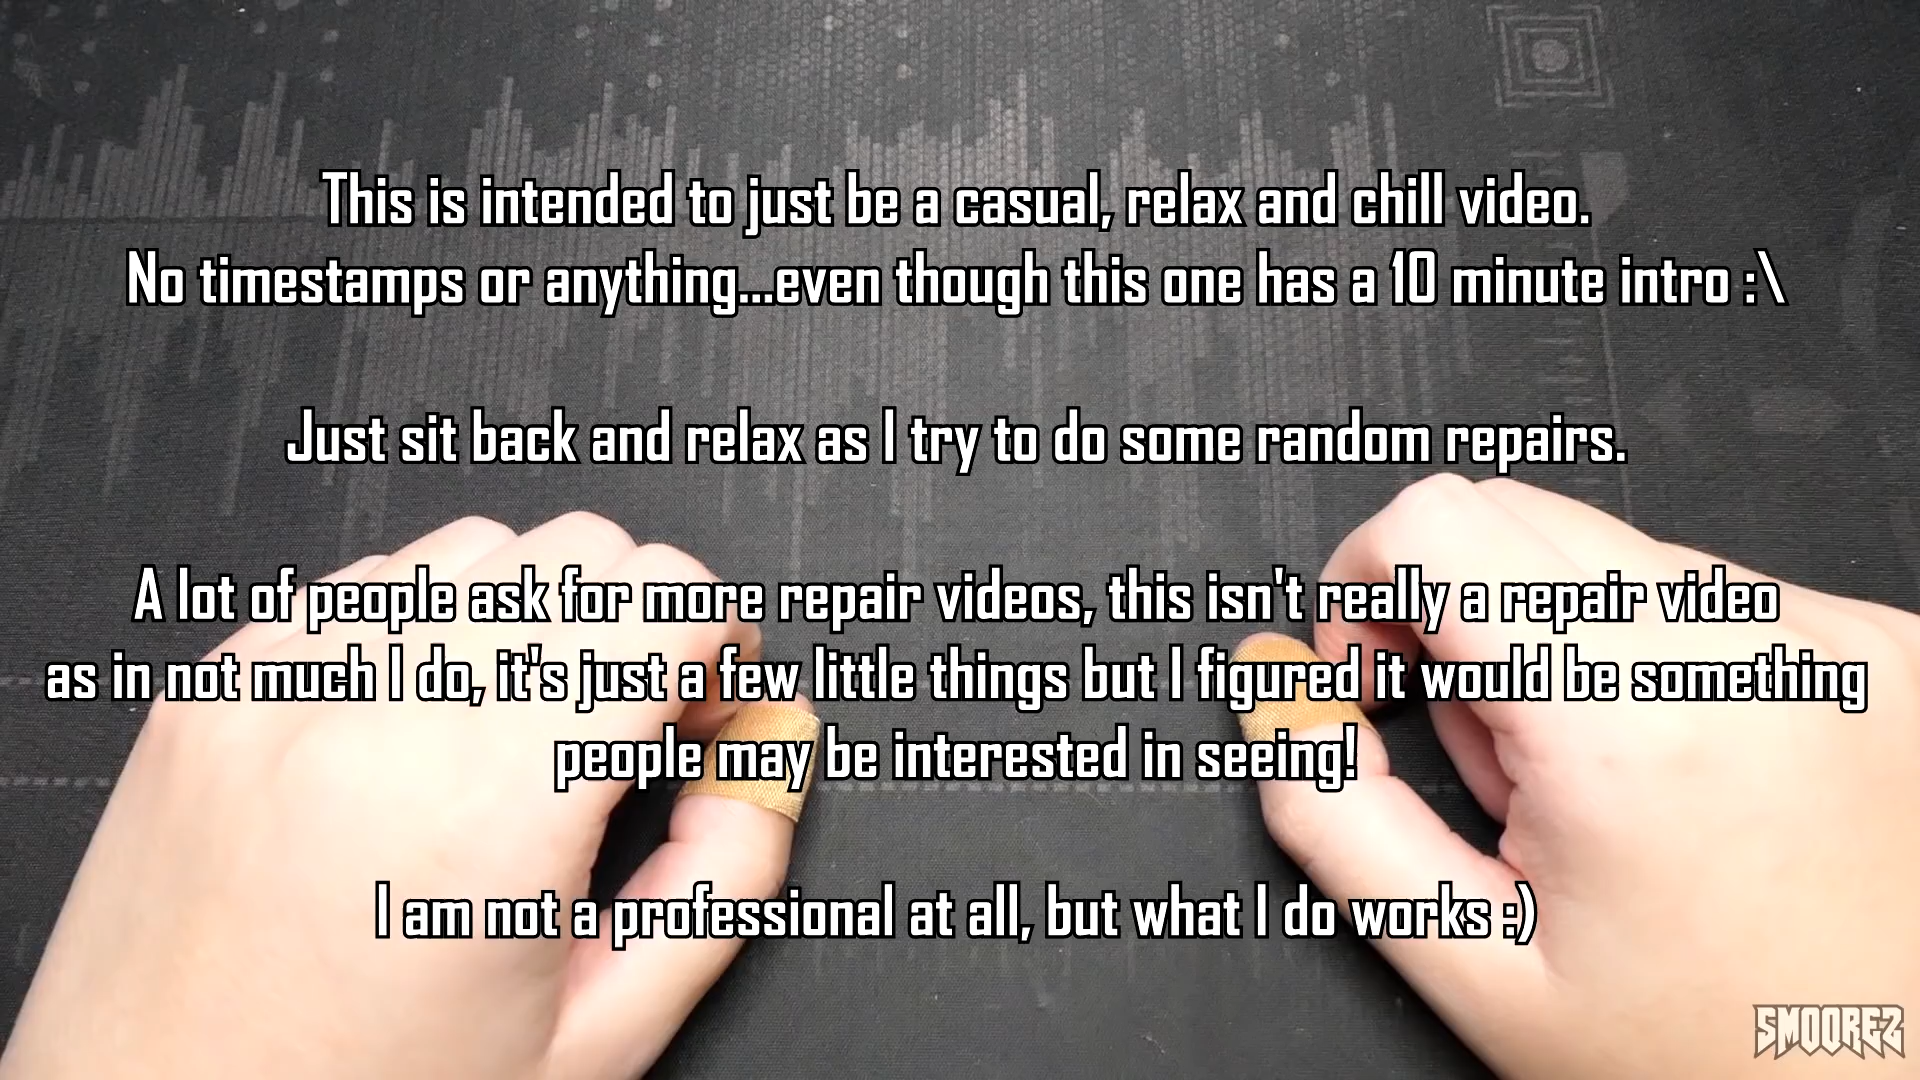 This is intended to just be a casual, relax and chill video.
No timestamps or anything...even though this one has a 10 minute intro :\
Just sit back and relax as I try to do some random repairs.
A lot of people ask for more repair videos, this isn't really a repair video
as in not much I do, it's just a few little things but I figured it would be something
people may be interested in seeing!
I am not a professional at all, but what I do works :)
SMOOREZ